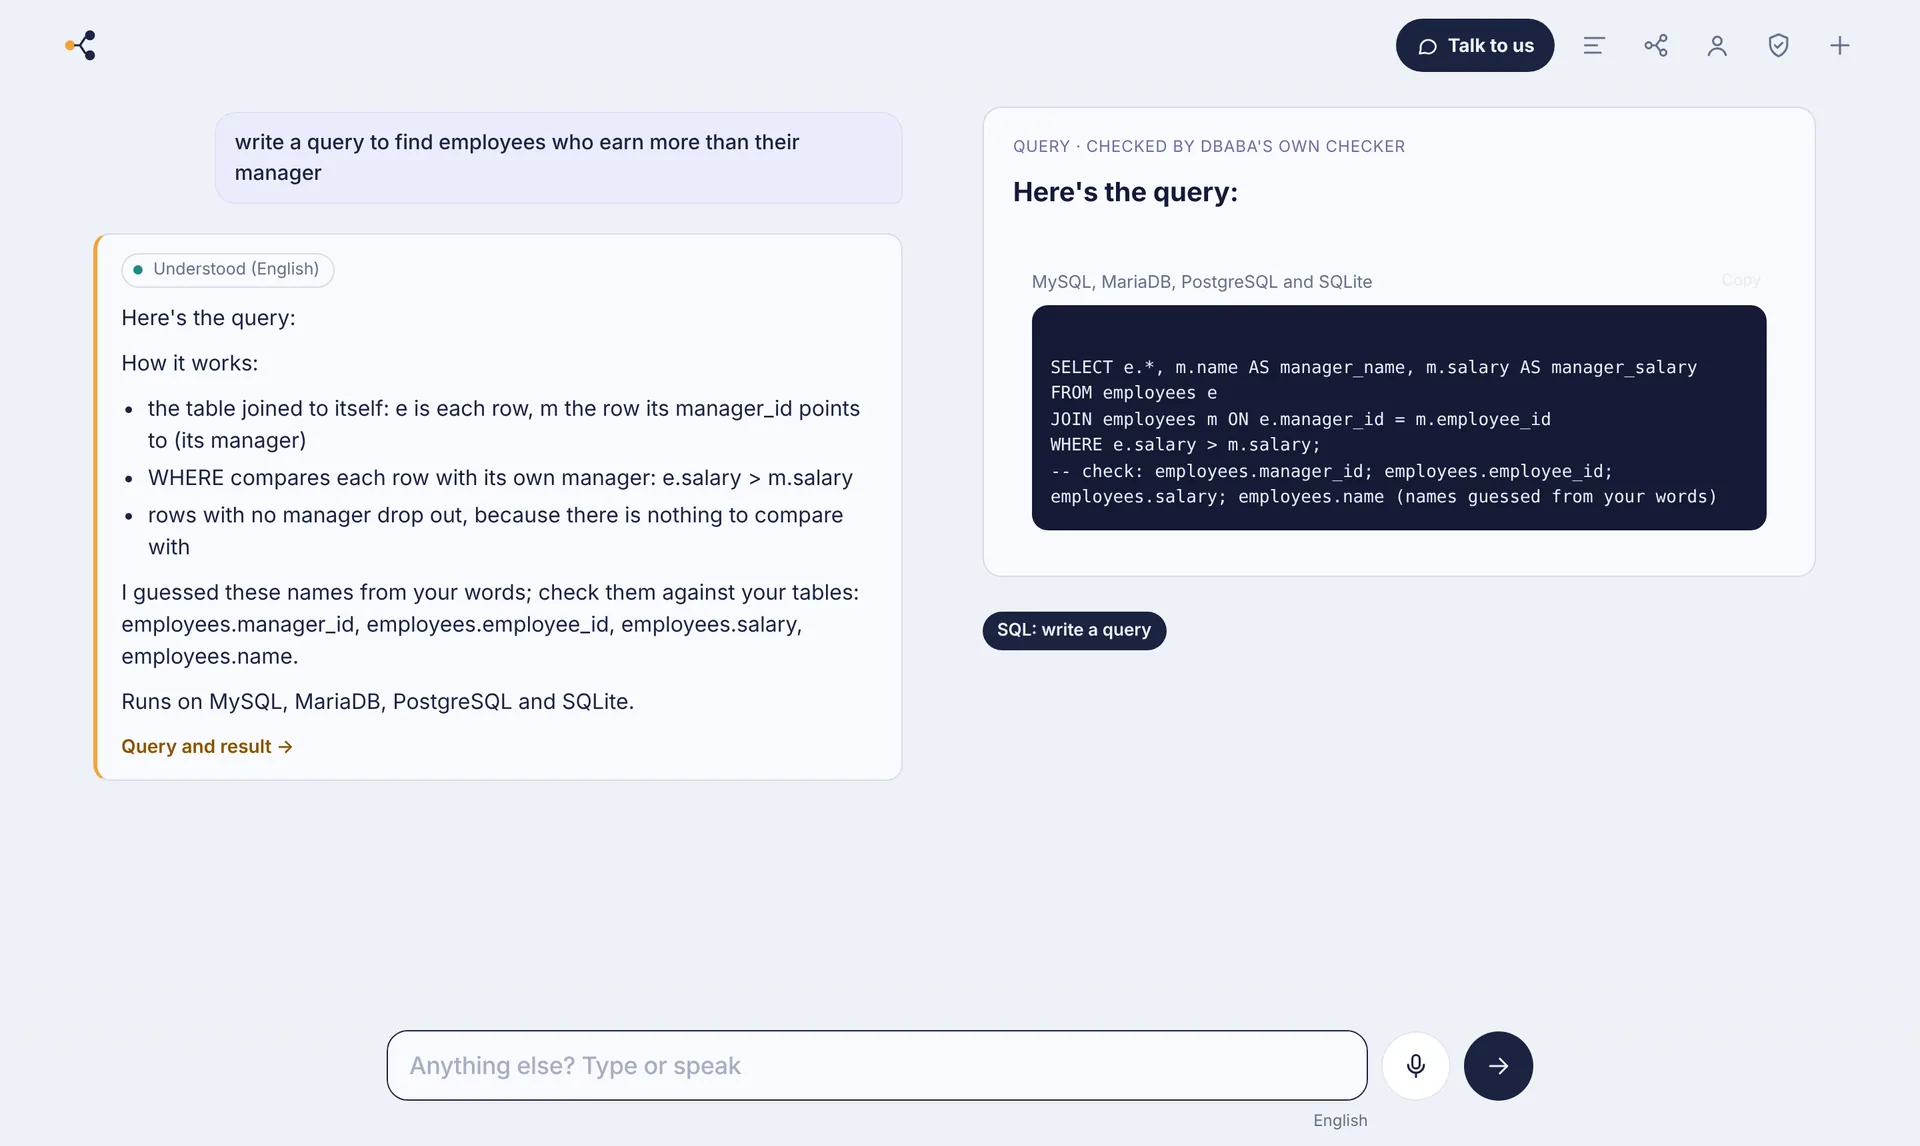 Talk to us
write a query to find employees who earn more than their
manager
Understood (English)
Here's the query:
How it works:
• the table joined to itself: e is each row, m the row its manager_id points
to (its manager)
• WHERE compares each row with its own manager: e.salary > m.salary
• rows with no manager drop out, because there is nothing to compare
with
I guessed these names from your words; check them against your tables:
employees.manager_id, employees.employee_id, employees.salary,
employees.name.
Runs on MySQL, MariaDB, PostgreSQL and SQLite.
Query and result →
QUERY · CHECKED BY DBABA'S OWN CHECKER
Here's the query:
MySQL, MariaDB, PostgreSQL and SQLite
Copy
SELECT e.*, m.name AS manager_name, m.salary AS manager_salary
FROM employees e
JOIN employees m ON e.manager_id = m.employee_id
WHERE e.salary > m.salary;
-- check: employees.manager_id; employees.employee_id;
employees.salary; employees.name (names guessed from your words)
SQL: write a query
Anything else? Type or speak
English